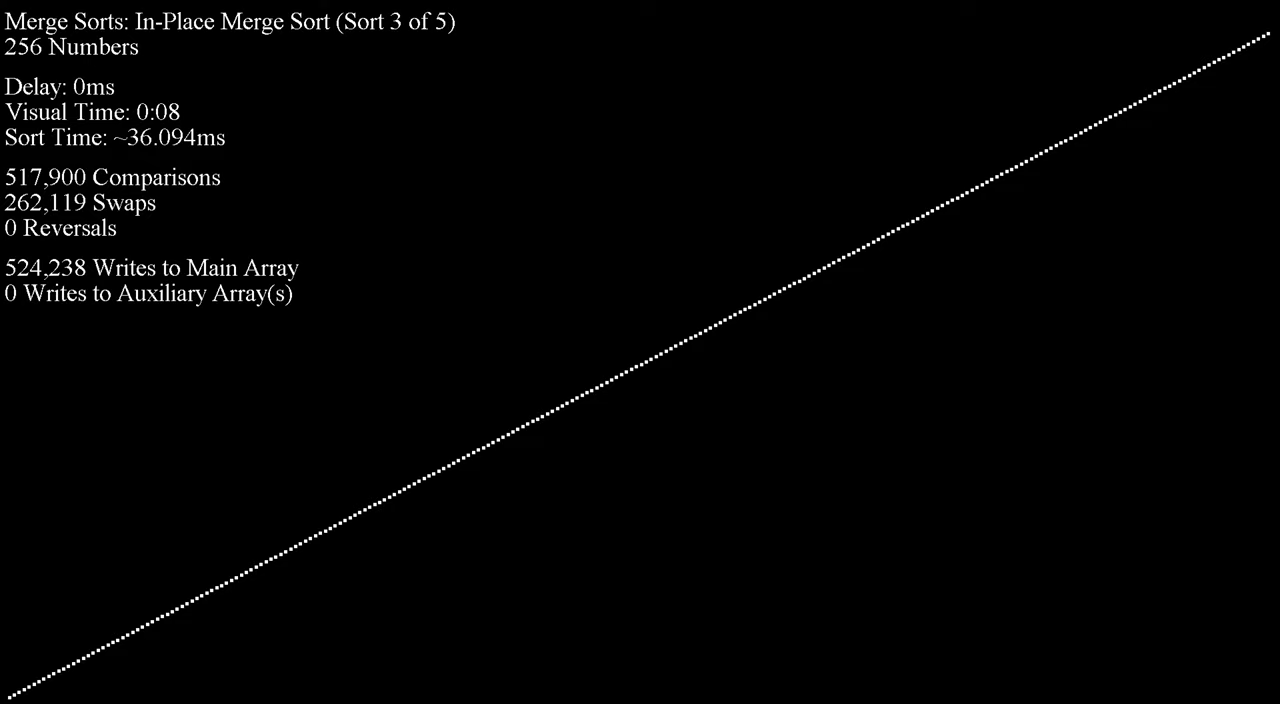 Merge Sorts: In-Place Merge Sort (Sort 3 of 5)
256 Numbers
Delay: 0ms
Visual Time: 0:08
Sort Time: ~36.094ms
517,900 Comparisons
262,119 Swaps
0 Reversals
524,238 Writes to Main Array
0 Writes to Auxiliary Array(s)